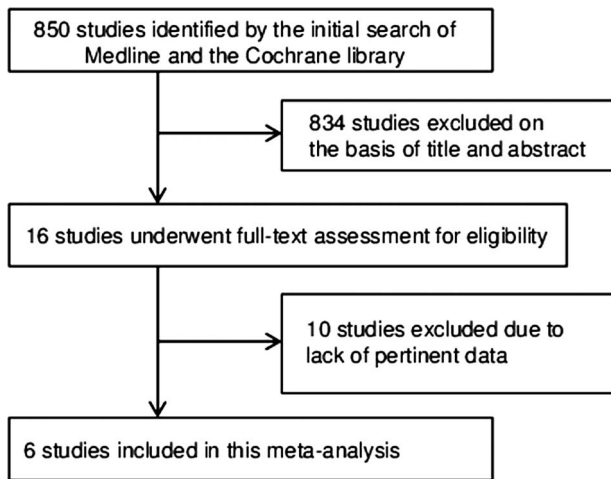 850 studies identified by the initial search of
Medline and the Cochrane library
834 studies excluded on
the basis of title and abstract
16 studies underwent full-text assessment for eligibility
10 studies excluded due to
lack of pertinent data
6 studies included in this meta-analysis